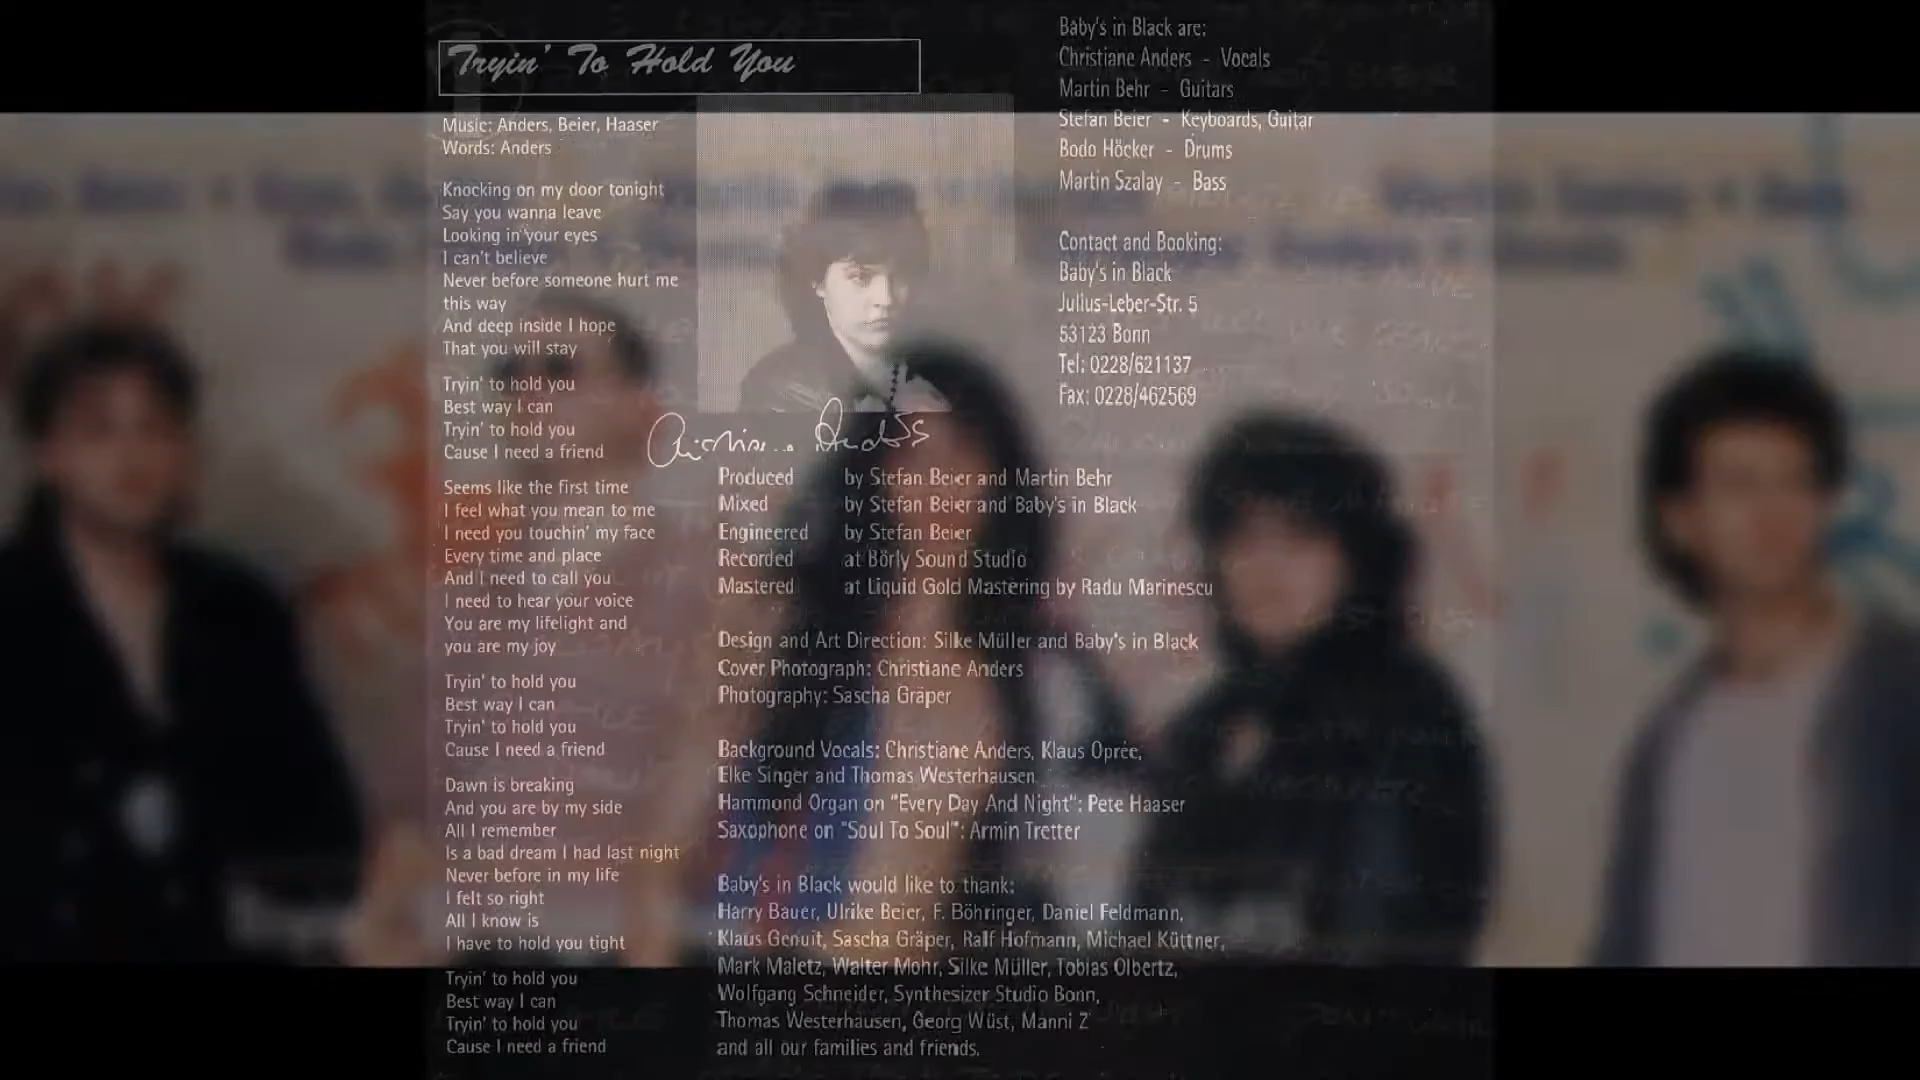 Tryin' To Hold You
Music: Anders, Beier, Haaser
Words: Anders
Knocking on my door tonight
Say you wanna leave
Looking in your eyes
I can't believe
Never before someone hurt me
this way
And deep inside I hope
That you will stay
Tryin' to hold you
Best way I can
Tryin' to hold you
Cause I need a friend
Seems like the first time
I feel what you mean to me
I need you touchin' my face
Every time and place
And I need to call you
I need to hear your voice
You are my lifelight and
you are my joy
Tryin' to hold you
Best way I can
Tryin' to hold you
Cause I need a friend
Dawn is breaking
And you are by my side
All I remember
Is a bad dream I had last night
Never before in my life
I felt so right
All I know is
I have to hold you tight
Tryin' to hold you
Best way I can
Tryin' to hold you
Cause I need a friend
Christiane Anders
Produced by Stefan Beier and Martin Behr
Mixed by Stefan Beier and Baby's in Black
Engineered by Stefan Beier
Recorded at Börly Sound Studio
Mastered at Liquid Gold Mastering by Radu Marinescu
Design and Art Direction: Silke Müller and Baby's in Black
Cover Photograph: Christiane Anders
Photography: Sascha Gräper
Background Vocals: Christiane Anders, Klaus Oprée,
Elke Singer and Thomas Westerhausen
Hammond Organ on "Every Day And Night": Pete Haaser
Saxophone on "Soul To Soul": Armin Tretter
Baby's in Black would like to thank:
Harry Bauer, Ulrike Beier, F. Böhringer, Daniel Feldmann,
Klaus Genuit, Sascha Gräper, Ralf Hofmann, Michael Küttner,
Mark Maletz, Walter Mohr, Silke Müller, Tobias Olbertz,
Wolfgang Schneider, Synthesizer Studio Bonn,
Thomas Westerhausen, Georg Wüst, Manni Z
and all our families and friends.
Baby's in Black are:
Christiane Anders - Vocals
Martin Behr - Guitars
Stefan Beier - Keyboards, Guitar
Bodo Höcker - Drums
Martin Szalay - Bass
Contact and Booking:
Baby's in Black
Julius-Leber-Str. 5
53123 Bonn
Tel: 0228/621137
Fax: 0228/462569